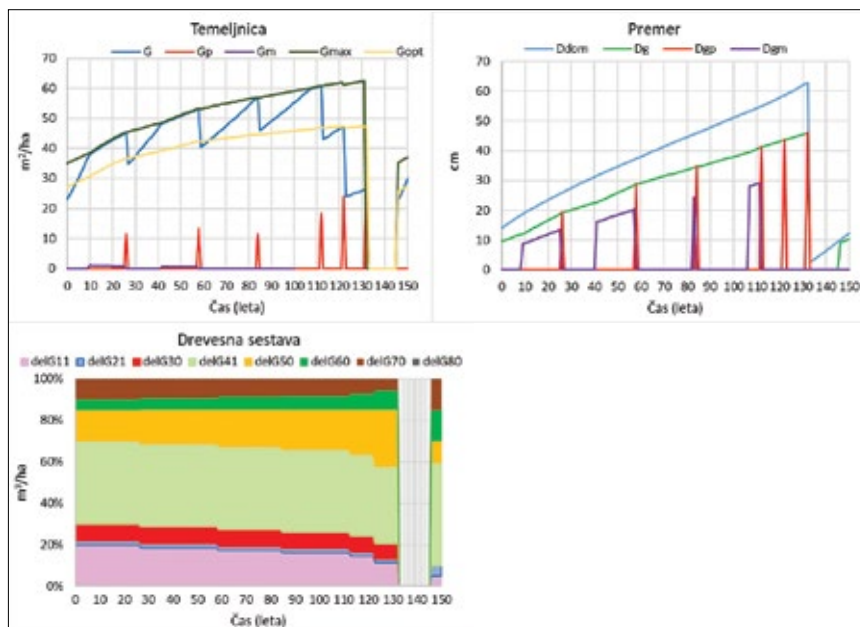 Temeljnica
G Gp Gm Gmax Gopt
70
60
50
40
30
20
10
0
m²/ha
0 10 20 30 40 50 60 70 80 90 100 110 120 130 140 150
Čas (leta)
Premer
Ddom Dg Dgp Dgm
70
60
50
40
30
20
10
0
cm
0 10 20 30 40 50 60 70 80 90 100 110 120 130 140 150
Čas (leta)
Drevesna sestava
delG11 delG21 delG30 delG41 delG50 delG60 delG70 delG80
100%
80%
60%
40%
20%
0%
m³/ha
0 10 20 30 40 50 60 70 80 90 100 110 120 130 140 150
Čas (leta)